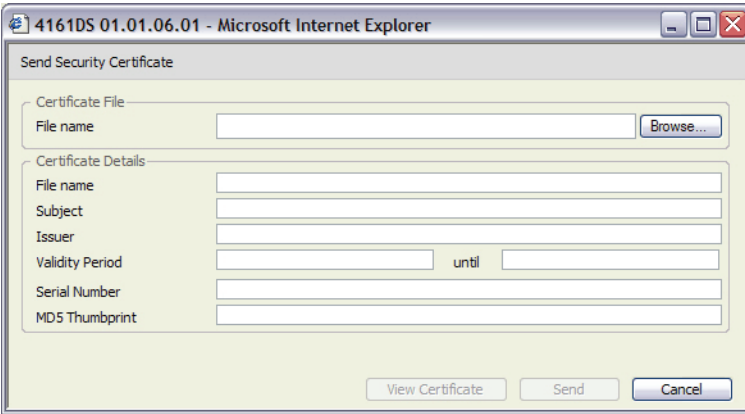 4161DS 01.01.06.01 - Microsoft Internet Explorer
Send Security Certificate
Certificate File
File name Browse...
Certificate Details
File name
Subject
Issuer
Validity Period until
Serial Number
MD5 Thumbprint
View Certificate Send Cancel